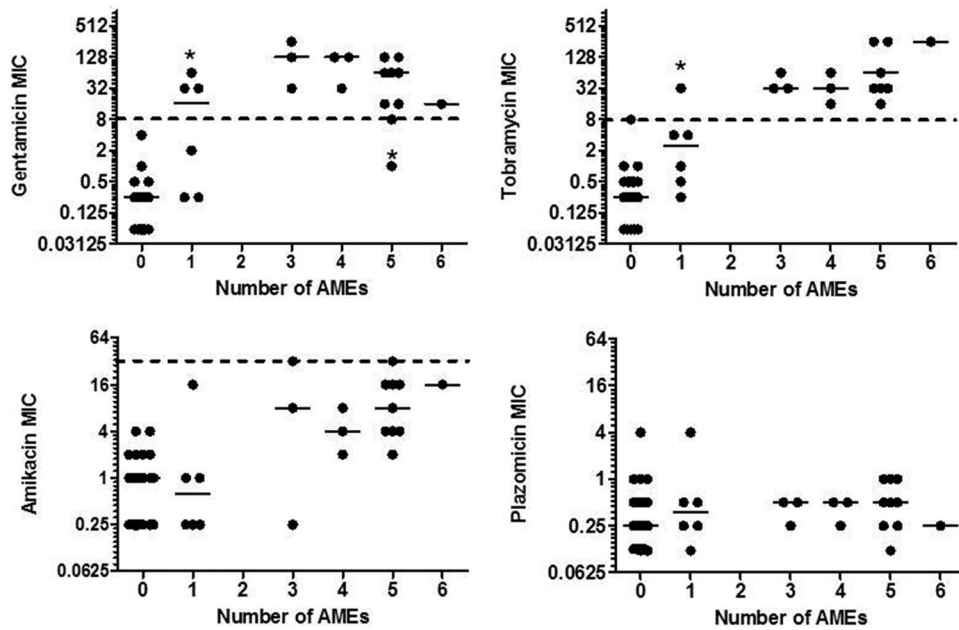 Gentamicin MIC
512
128
32
8
2
0.5
0.125
0.03125
*
*
0 1 2 3 4 5 6
Number of AMEs
Tobramycin MIC
512
128
32
8
2
0.5
0.125
0.03125
*
0 1 2 3 4 5 6
Number of AMEs
Amikacin MIC
64
16
4
1
0.25
0.0625
0 1 2 3 4 5 6
Number of AMEs
Plazomicin MIC
64
16
4
1
0.25
0.0625
0 1 2 3 4 5 6
Number of AMEs